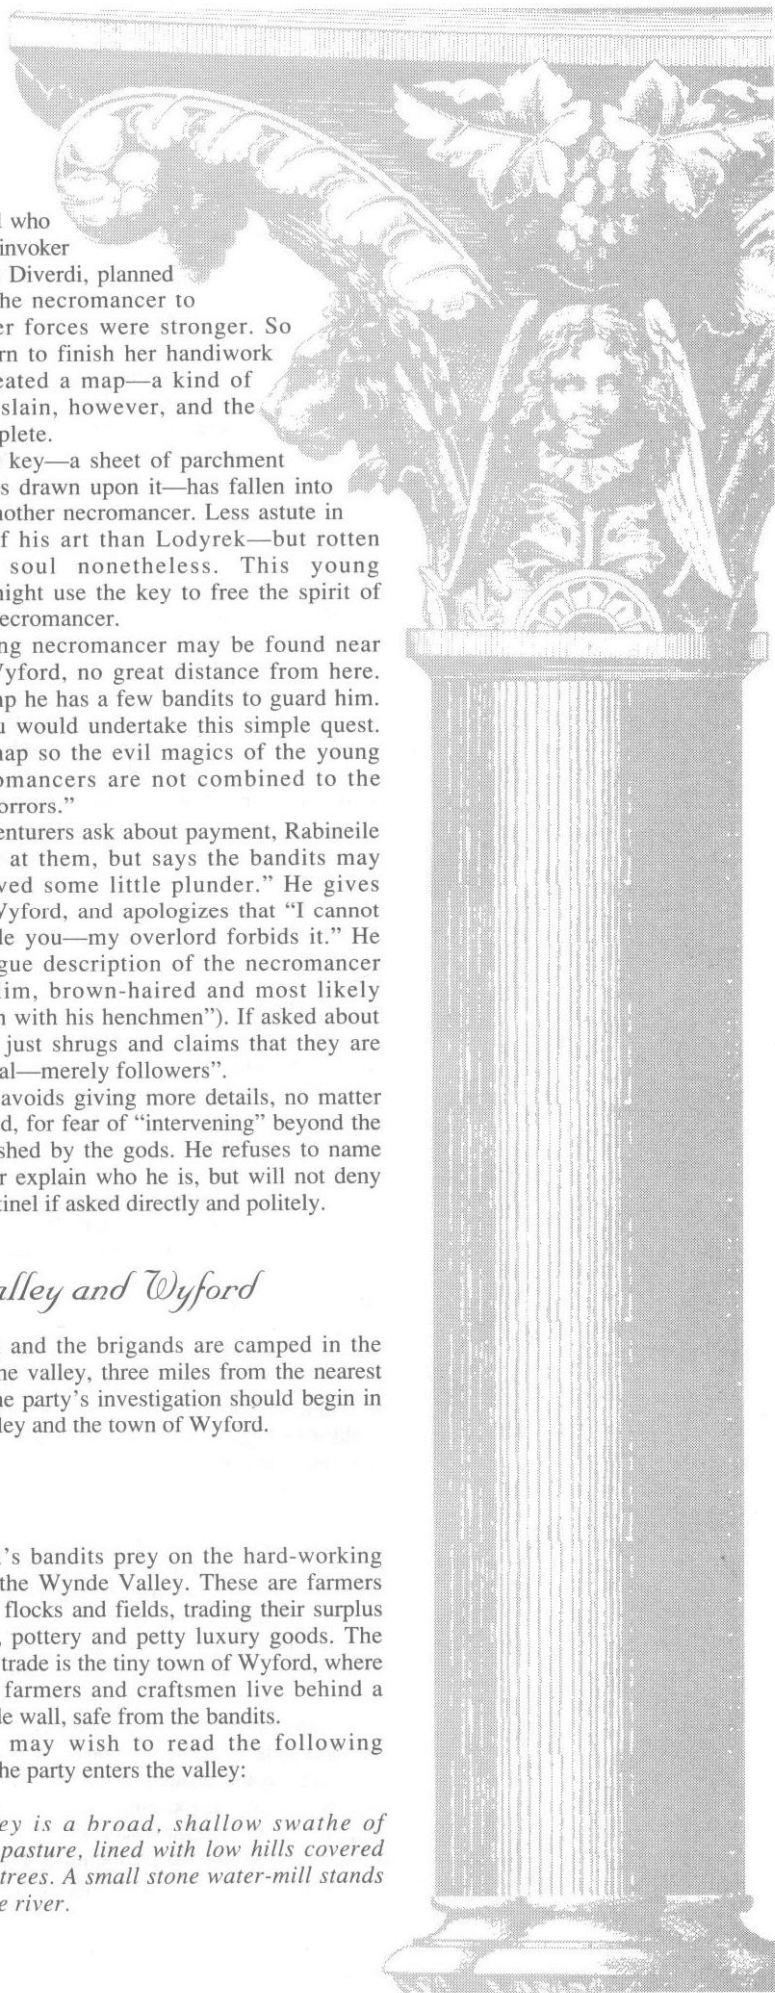 l who
invoker
Diverdi, planned
he necromancer to
er forces were stronger. So
rn to finish her handiwork
eated a map—a kind of
slain, however, and the
plete.
key—a sheet of parchment
s drawn upon it—has fallen into
nother necromancer. Less astute in
f his art than Lodyrek—but rotten
soul nonetheless. This young
night use the key to free the spirit of
necromancer.
ng necromancer may be found near
Wyford, no great distance from here.
np he has a few bandits to guard him.
u would undertake this simple quest.
nap so the evil magics of the young
omancers are not combined to the
orrors.”
enturers ask about payment, Rabineile
at them, but says the bandits may
ved some little plunder.” He gives
Wyford, and apologizes that “I cannot
le you—my overlord forbids it.” He
gue description of the necromancer
lim, brown-haired and most likely
n with his henchmen”). If asked about
just shrugs and claims that they are
al—merely followers”.
avoids giving more details, no matter
d, for fear of “intervening” beyond the
shed by the gods. He refuses to name
r explain who he is, but will not deny
tinel if asked directly and politely.
alley and Wyford
and the brigands are camped in the
he valley, three miles from the nearest
he party’s investigation should begin in
ley and the town of Wyford.
’s bandits prey on the hard-working
the Wynde Valley. These are farmers
flocks and fields, trading their surplus
, pottery and petty luxury goods. The
trade is the tiny town of Wyford, where
farmers and craftsmen live behind a
le wall, safe from the bandits.
may wish to read the following
he party enters the valley:
ey is a broad, shallow swathe of
pasture, lined with low hills covered
trees. A small stone water-mill stands
e river.